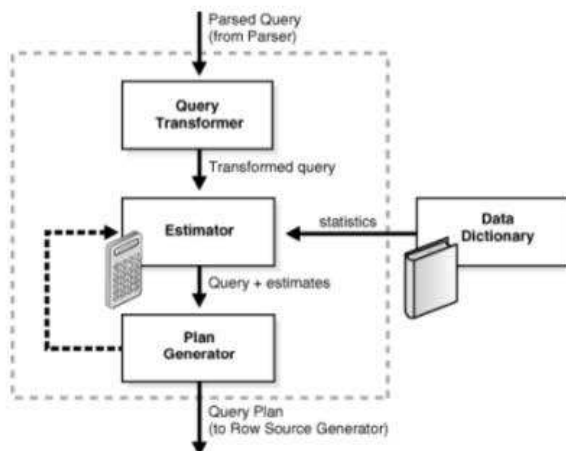 Parsed Query
(from Parser)
Query
Transformer
Transformed query
Estimator
statistics
Data
Dictionary
Query + estimates
Plan
Generator
Query Plan
(to Row Source Generator)